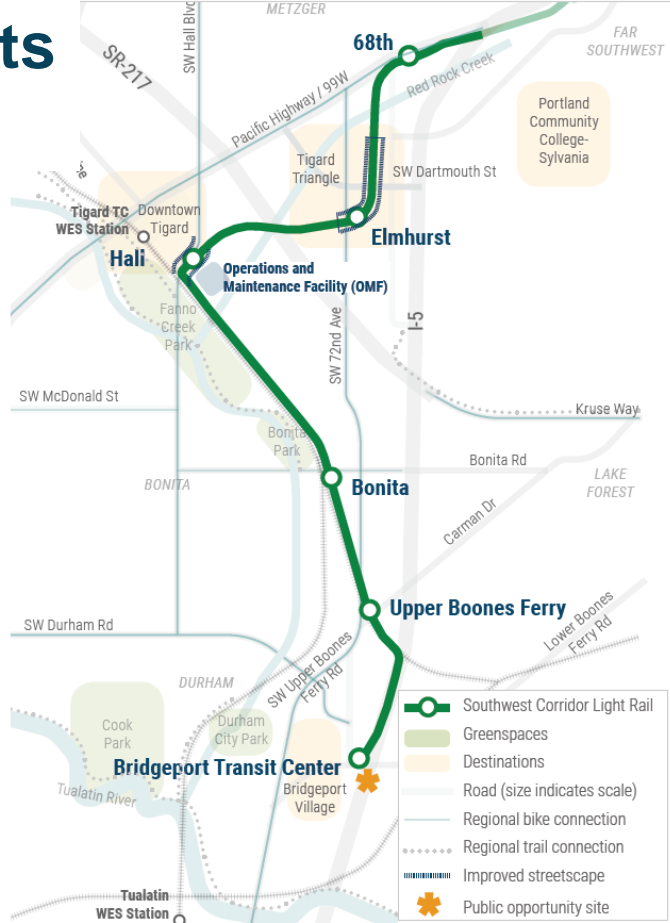 ts
METZGER
SW Hall Blvd
SR-217
68th
FAR
SOUTHWEST
Pacific Highway / 99W
Red Rock Creek
Portland
Community
College-
Sylvania
Tigard
Triangle
SW Dartmouth St
Tigard TC
WES Station
Downtown
Tigard
Elmhurst
Hall
Operations and
Maintenance Facility (OMF)
Fanno
Creek
Park
SW 72nd Ave
I-5
SW McDonald St
Kruse Way
Bonita
Park
Bonita Rd
BONITA
Bonita
LAKE
FOREST
Carman Dr
Upper Boones Ferry
SW Durham Rd
Lower Boones
Ferry Rd
SW Upper Boones
Ferry Rd
DURHAM
Cook
Park
Durham
City Park
Bridgeport Transit Center
Bridgeport
Village
Tualatin River
Tualatin
WES Station
Southwest Corridor Light Rail
Greenspaces
Destinations
Road (size indicates scale)
Regional bike connection
Regional trail connection
Improved streetscape
Public opportunity site